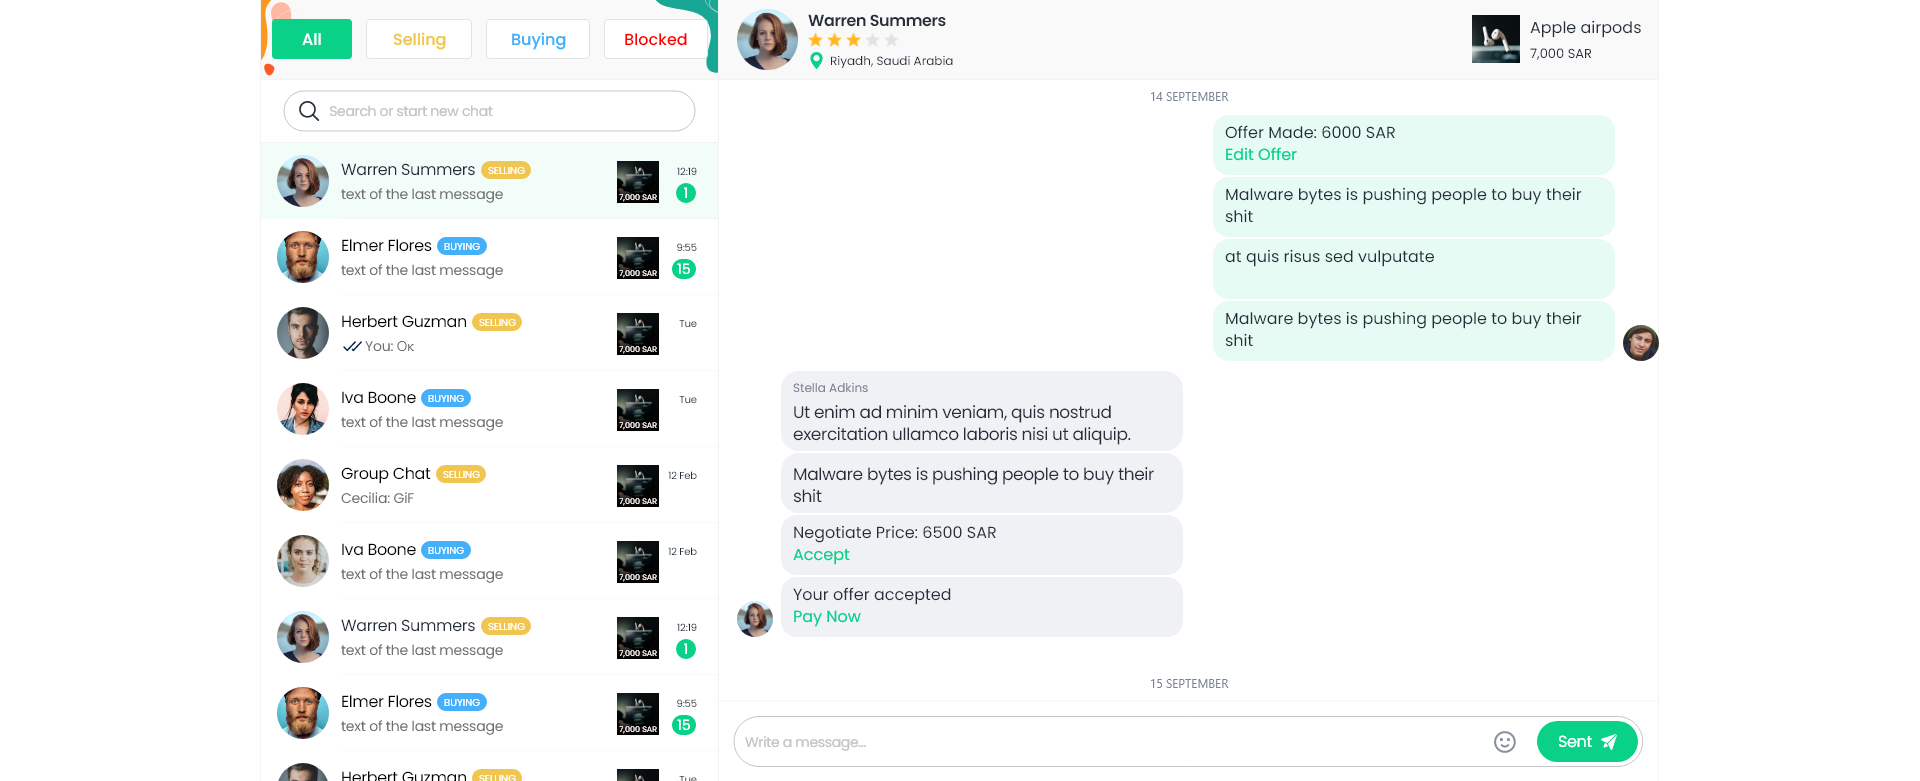 All
Selling
Buying
Blocked
Search or start new chat
Warren Summers SELLING
text of the last message
7,000 SAR
12:19
1
Elmer Flores BUYING
text of the last message
7,000 SAR
9:55
15
Herbert Guzman SELLING
You: Ок
7,000 SAR
Tue
Iva Boone BUYING
text of the last message
7,000 SAR
Tue
Group Chat SELLING
Cecilia: GiF
7,000 SAR
12 Feb
Iva Boone BUYING
text of the last message
7,000 SAR
12 Feb
Warren Summers SELLING
text of the last message
7,000 SAR
12:19
1
Elmer Flores BUYING
text of the last message
7,000 SAR
9:55
15
Herbert Guzman SELLING
Tue
Warren Summers
Riyadh, Saudi Arabia
Apple airpods
7,000 SAR
14 SEPTEMBER
Offer Made: 6000 SAR
Edit Offer
Malware bytes is pushing people to buy their
shit
at quis risus sed vulputate
Malware bytes is pushing people to buy their
shit
Stella Adkins
Ut enim ad minim veniam, quis nostrud
exercitation ullamco laboris nisi ut aliquip.
Malware bytes is pushing people to buy their
shit
Negotiate Price: 6500 SAR
Accept
Your offer accepted
Pay Now
15 SEPTEMBER
Write a message...
Sent